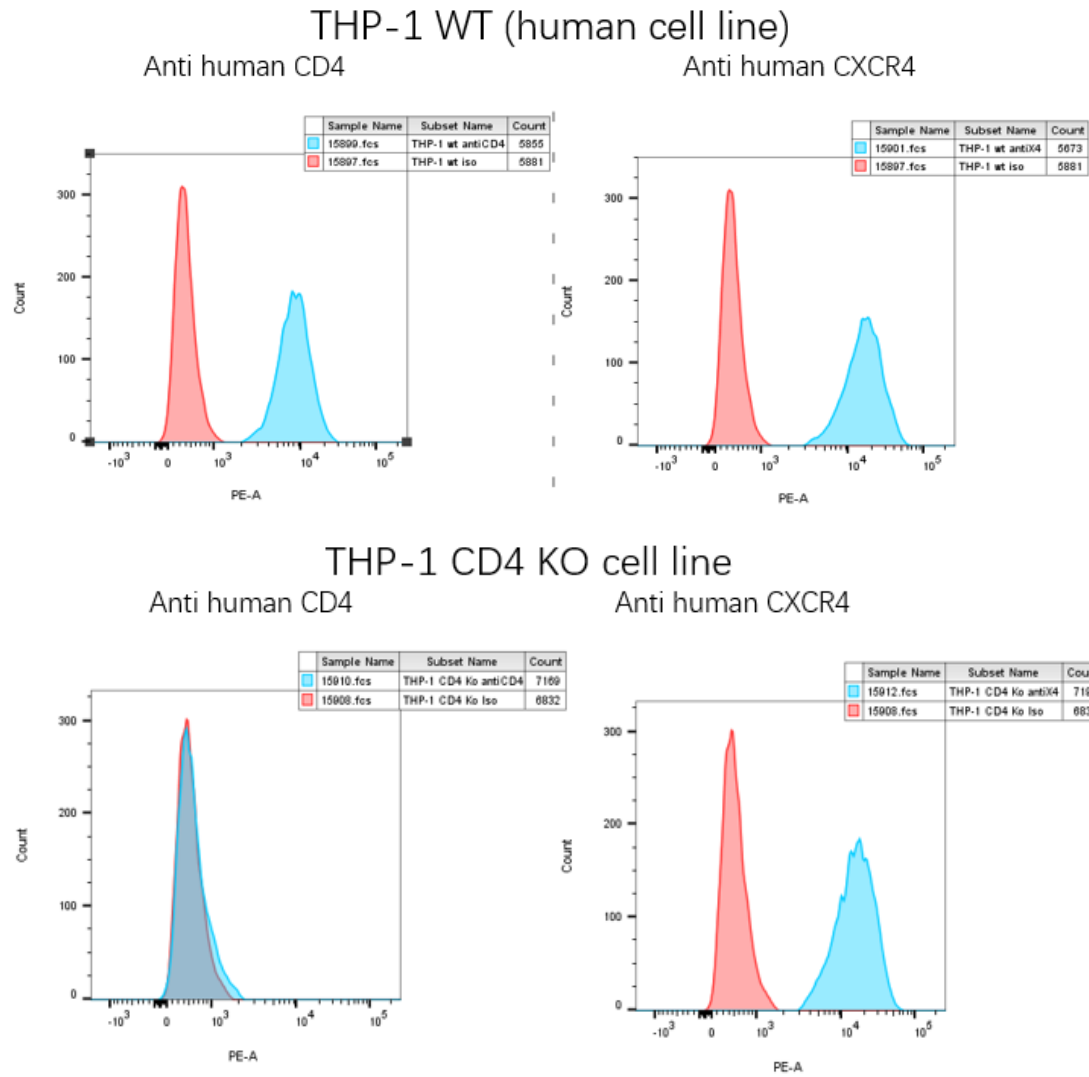 THP-1 WT (human cell line)
Anti human CD4
Anti human CXCR4
Sample Name Subset Name Count
15899.fcs THP-1 wt antiCD4 5855
15897.fcs THP-1 wt iso 5881
Sample Name Subset Name Count
15901.fcs THP-1 wt antiX4 5673
15897.fcs THP-1 wt iso 5881
300
200
100
0
Count
-10³ 0 10³ 10⁴ 10⁵
PE-A
300
200
100
0
Count
-10³ 0 10³ 10⁴ 10⁵
PE-A
THP-1 CD4 KO cell line
Anti human CD4
Anti human CXCR4
Sample Name Subset Name Count
15910.fcs THP-1 CD4 Ko antiCD4 7169
15908.fcs THP-1 CD4 Ko Iso 6832
Sample Name Subset Name Cou
15912.fcs THP-1 CD4 Ko antiX4 719
15908.fcs THP-1 CD4 Ko Iso 683
300
200
100
0
Count
-10³ 0 10³ 10⁴ 10⁵
PE-A
300
200
100
0
Count
-10³ 0 10³ 10⁴ 10⁵
PE-A